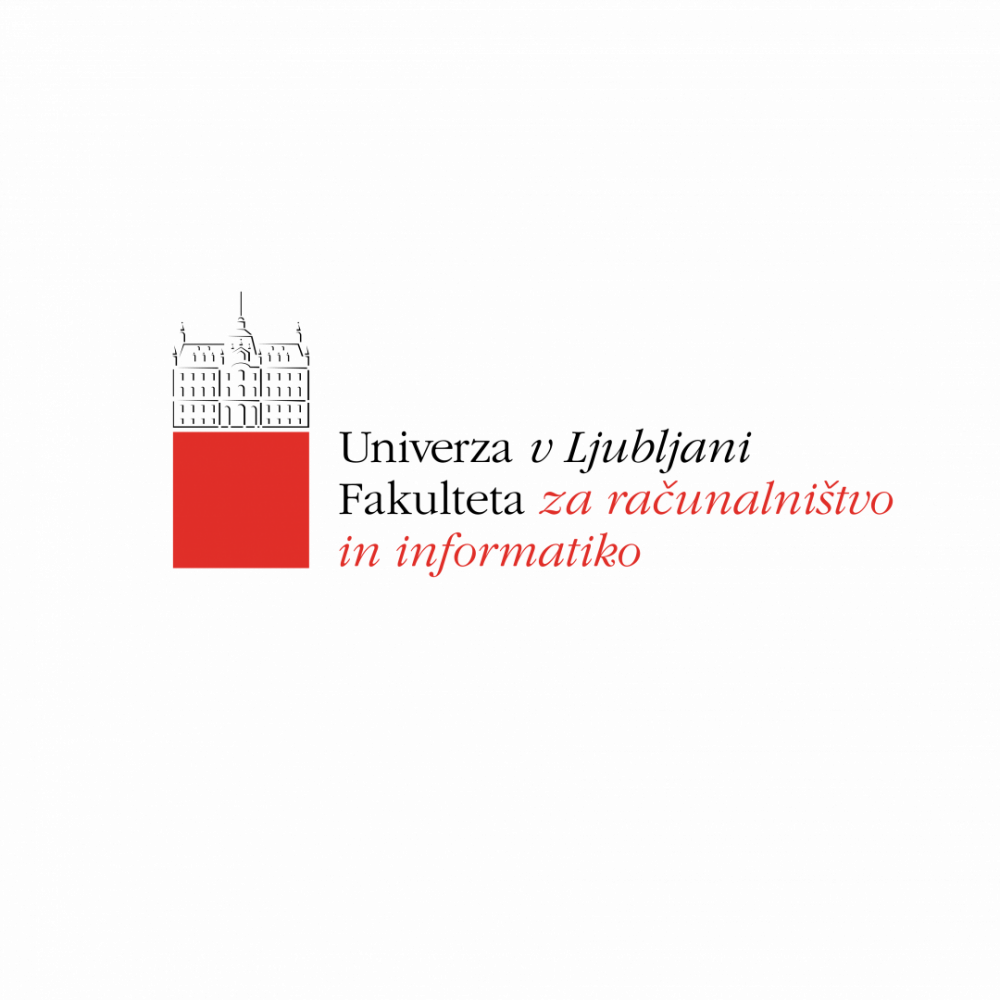 Univerza v Ljubljani
Fakulteta za računalništvo
in informatiko